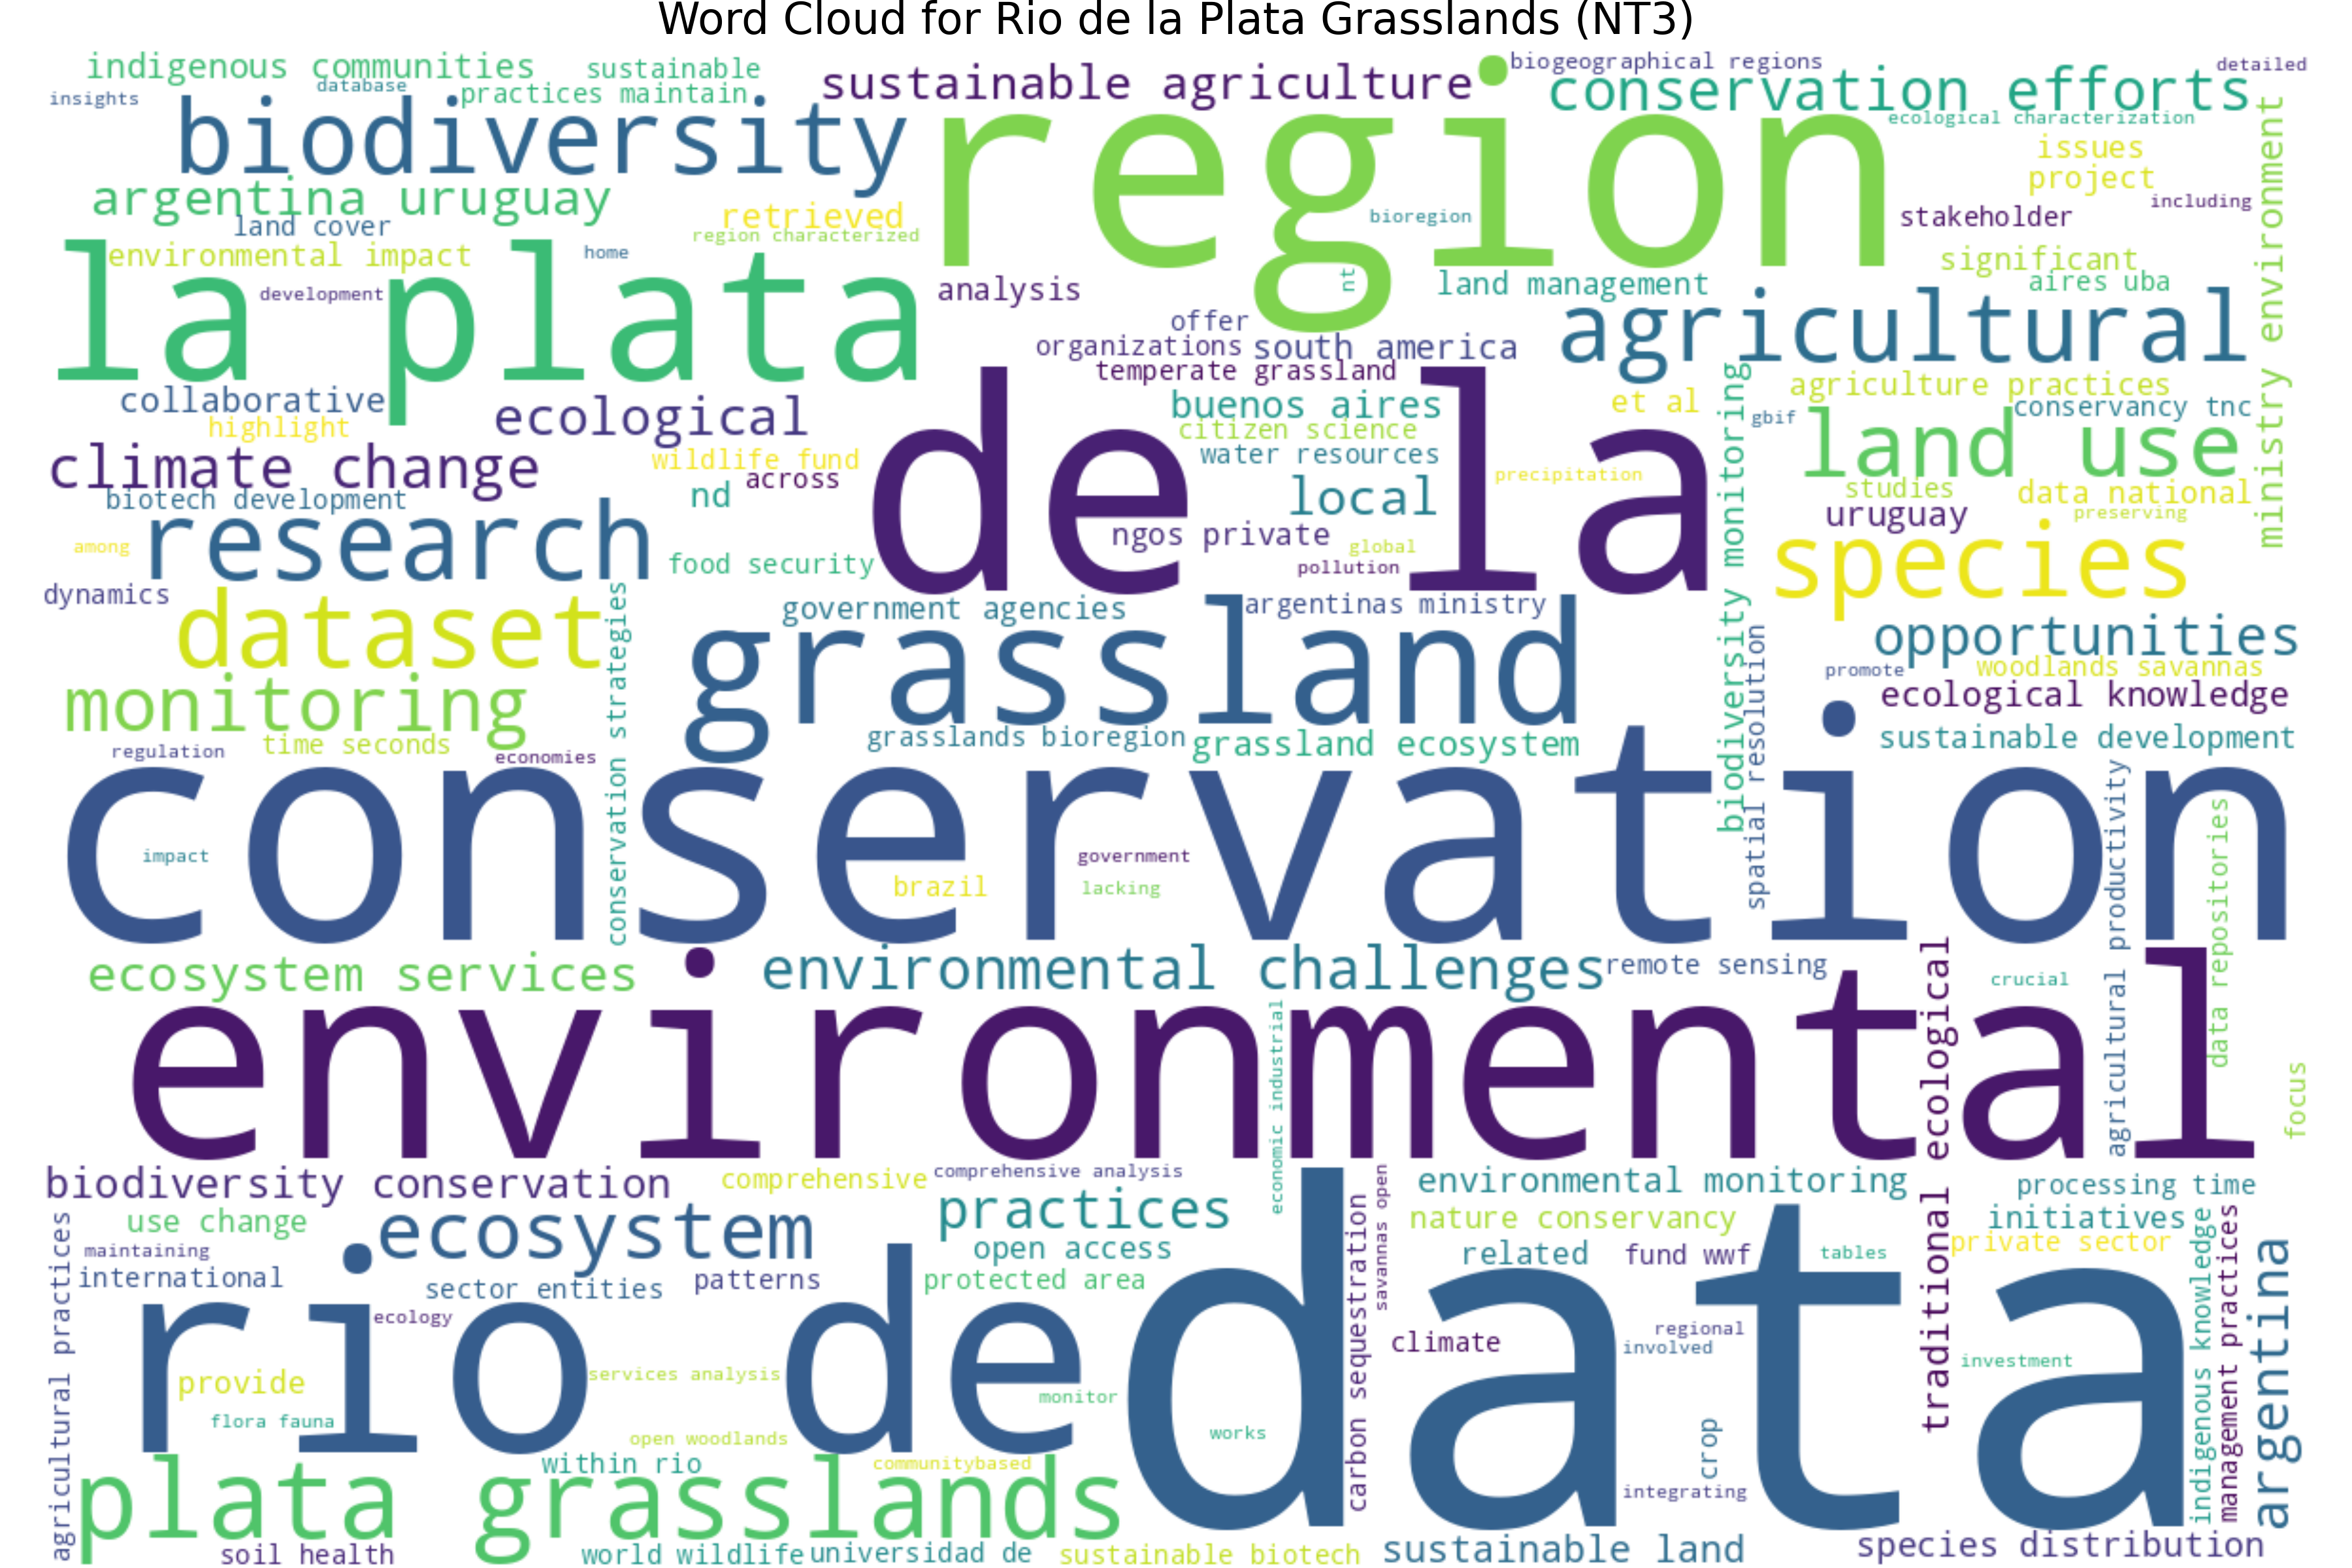 Word Cloud for Rio de la Plata Grasslands (NT3)
indigenous communities
sustainable
biogeographical regions
detailed
insights
database
practices maintain
sustainable agriculture
conservation efforts
biodiversity
region
ecological characterization
issues
project
argentina uruguay
land cover
retrieved
region characterized
bioregion
stakeholder
including
ministry environment
environmental impact
home
la plata
development
analysis
nt
land management
significant
aires uba
offer
organizations
south america
agricultural
temperate grassland
collaborative
highlight
ecological
buenos aires
citizen science
et al
agriculture practices
gbif
conservancy tnc
climate change
wildlife fund
across
de la
water resources
precipitation
biodiversity monitoring
land use
biotech development
nd
local
studies
data national
uruguay
preserving
among
research
food security
ngos private
global
pollution
species
dynamics
dataset
conservation strategies
government agencies
argentinas ministry
grassland
opportunities
spatial resolution
promote
woodlands savannas
monitoring
ecological knowledge
regulation
time seconds
economies
grasslands bioregion
grassland ecosystem
sustainable development
conservation
impact
government
brazil
lacking
agricultural productivity
data repositories
ecosystem services
environmental challenges
remote sensing
crucial
environmental
economic industrial
traditional ecological
focus
biodiversity conservation
comprehensive
comprehensive analysis
savannas open
environmental monitoring
processing time
agricultural practices
use change
ecosystem
practices
carbon sequestration
nature conservancy
initiatives
maintaining
international
sector entities
patterns
open access
protected area
related
fund wwf
tables
private sector
indigenous knowledge
management practices
argentina
rio de
ecology
data
climate
regional
involved
provide
services analysis
monitor
investment
flora fauna
open woodlands
works
crop
within rio
communitybased
integrating
plata grasslands
soil health
world wildlife
universidad de
sustainable biotech
sustainable land
species distribution